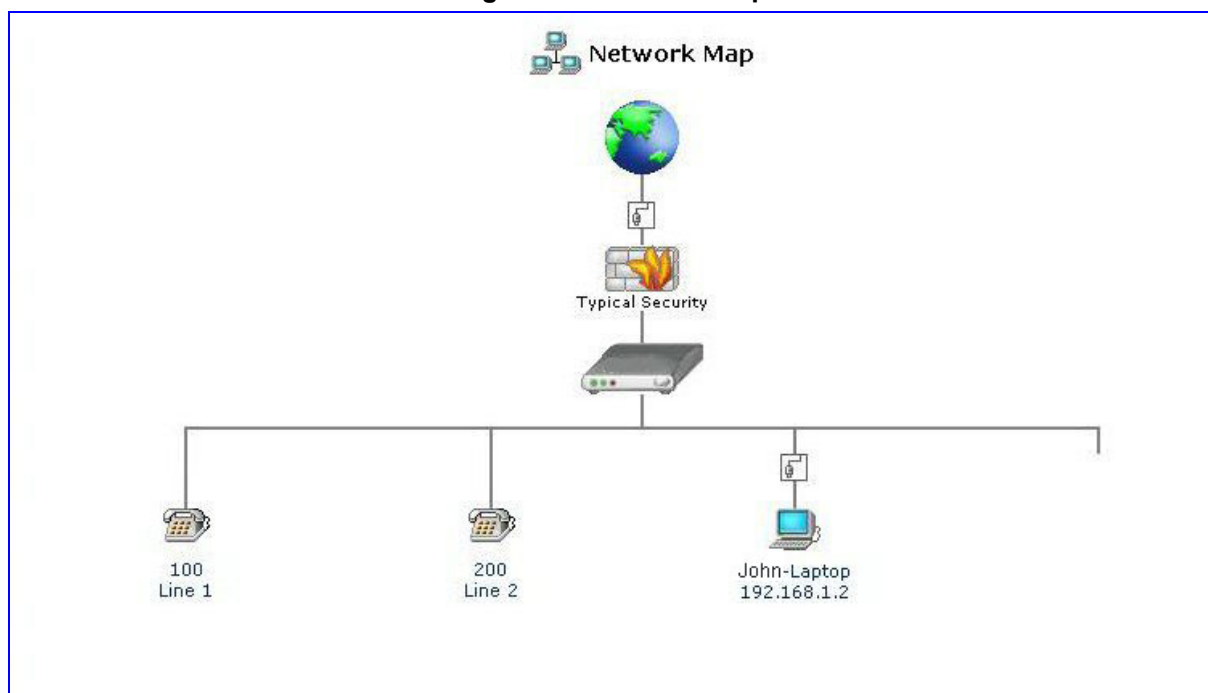 Network Map
Typical Security
100
Line 1
200
Line 2
John-Laptop
192.168.1.2